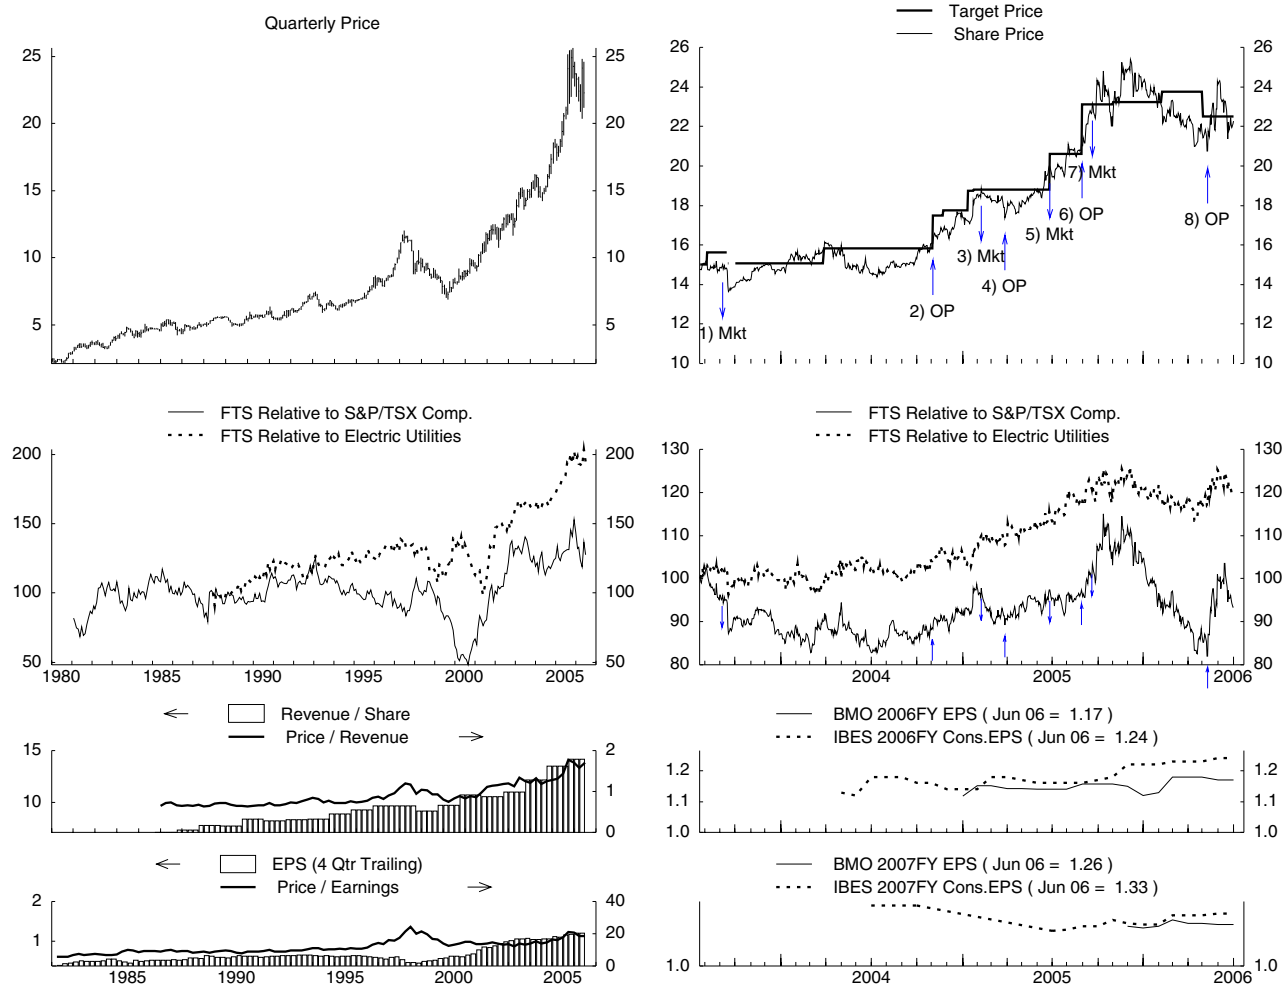 Quarterly Price
25 25
20 20
15 15
10 10
5 5
Target Price
Share Price
26 26
24 24
22 22
20 20
18 18
16 16
14 14
12 12
10 10
1) Mkt
2) OP
3) Mkt
4) OP
5) Mkt
6) OP
7) Mkt
8) OP
FTS Relative to S&P/TSX Comp.
FTS Relative to Electric Utilities
200 200
150 150
100 100
50 50
1980 1985 1990 1995 2000 2005
FTS Relative to S&P/TSX Comp.
FTS Relative to Electric Utilities
130 130
120 120
110 110
100 100
90 90
80 80
2004 2005 2006
Revenue / Share
Price / Revenue
15 2
10 1
0
BMO 2006FY EPS ( Jun 06 = 1.17 )
IBES 2006FY Cons.EPS ( Jun 06 = 1.24 )
1.2 1.2
1.1 1.1
1.0 1.0
EPS (4 Qtr Trailing)
Price / Earnings
2 40
1 20
0 0
1985 1990 1995 2000 2005
BMO 2007FY EPS ( Jun 06 = 1.26 )
IBES 2007FY Cons.EPS ( Jun 06 = 1.33 )
1.0 1.0
2004 2005 2006